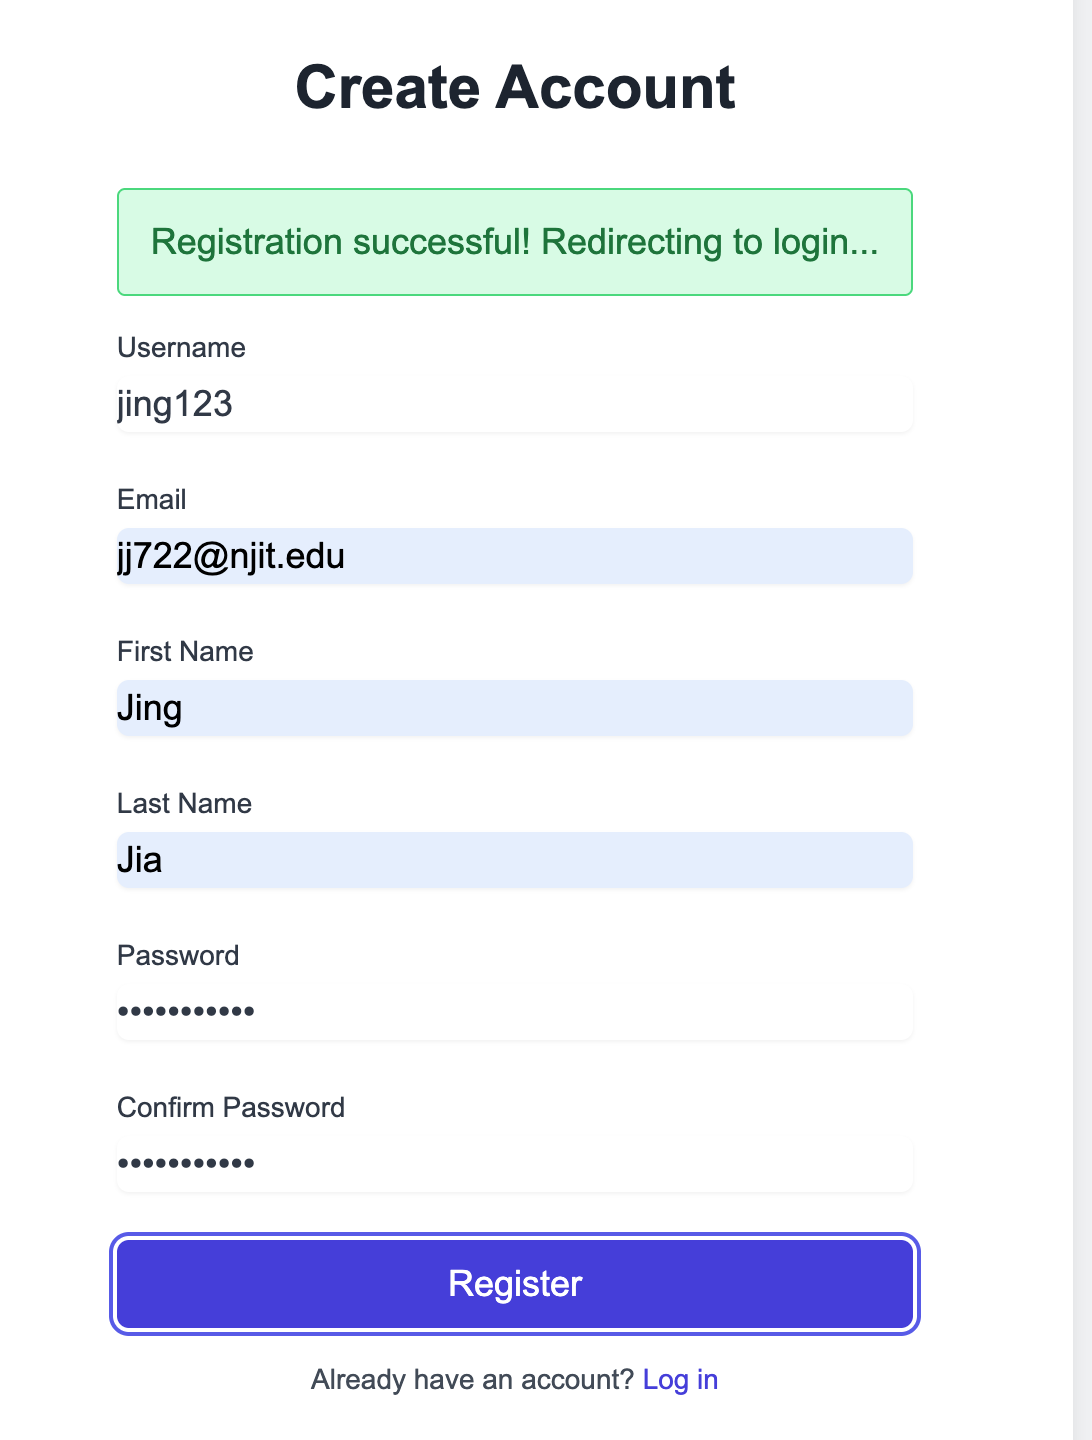 Create Account
Registration successful! Redirecting to login...
Username
jing123
Email
jj722@njit.edu
First Name
Jing
Last Name
Jia
Password
•••••••••••
Confirm Password
•••••••••••
Register
Already have an account? Log in